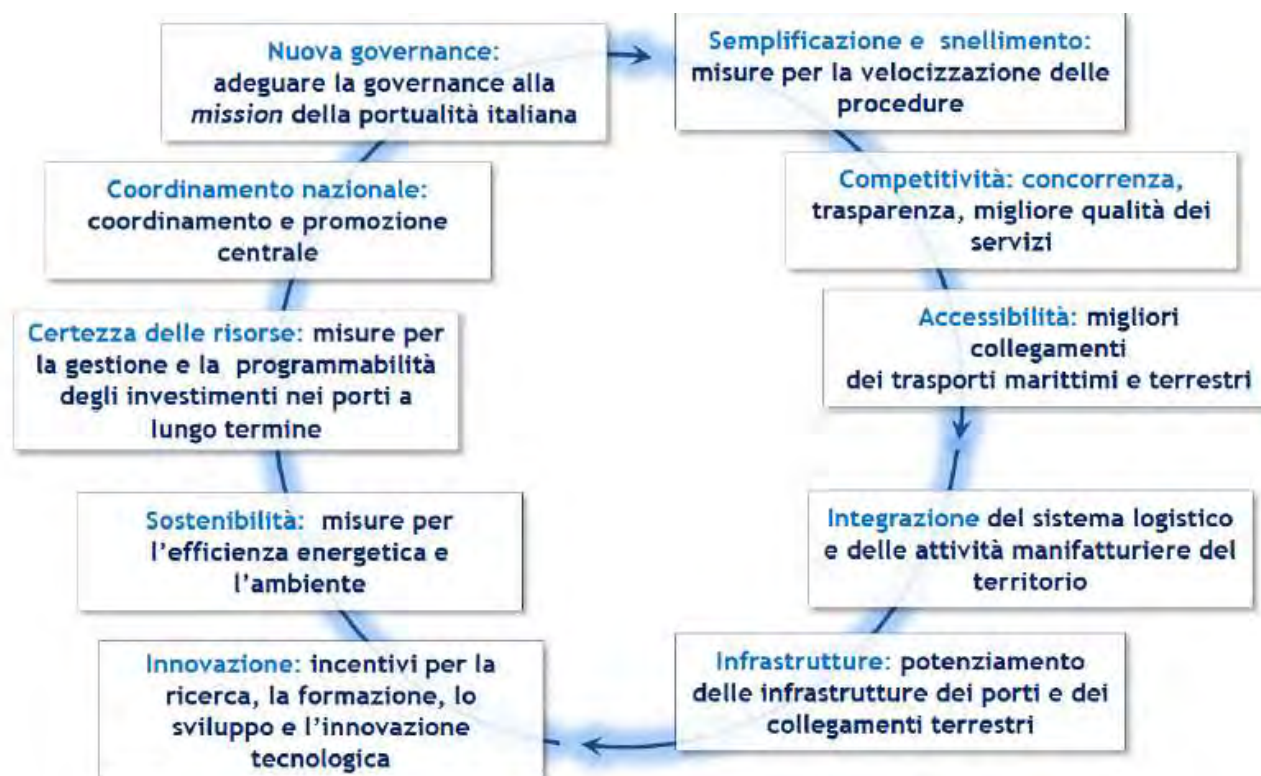 Nuova governance:
adeguare la governance alla
mission della portualità italiana
Semplificazione e snellimento:
misure per la velocizzazione delle
procedure
Competitività: concorrenza,
trasparenza, migliore qualità dei
servizi
Accessibilità: migliori
collegamenti
dei trasporti marittimi e terrestri
Integrazione del sistema logistico
e delle attività manifatturiere del
territorio
Infrastrutture: potenziamento
delle infrastrutture dei porti e dei
collegamenti terrestri
Innovazione: incentivi per la
ricerca, la formazione, lo
sviluppo e l'innovazione
tecnologica
Sostenibilità: misure per
l'efficienza energetica e
l'ambiente
Certezza delle risorse: misure per
la gestione e la programmabilità
degli investimenti nei porti a
lungo termine
Coordinamento nazionale:
coordinamento e promozione
centrale